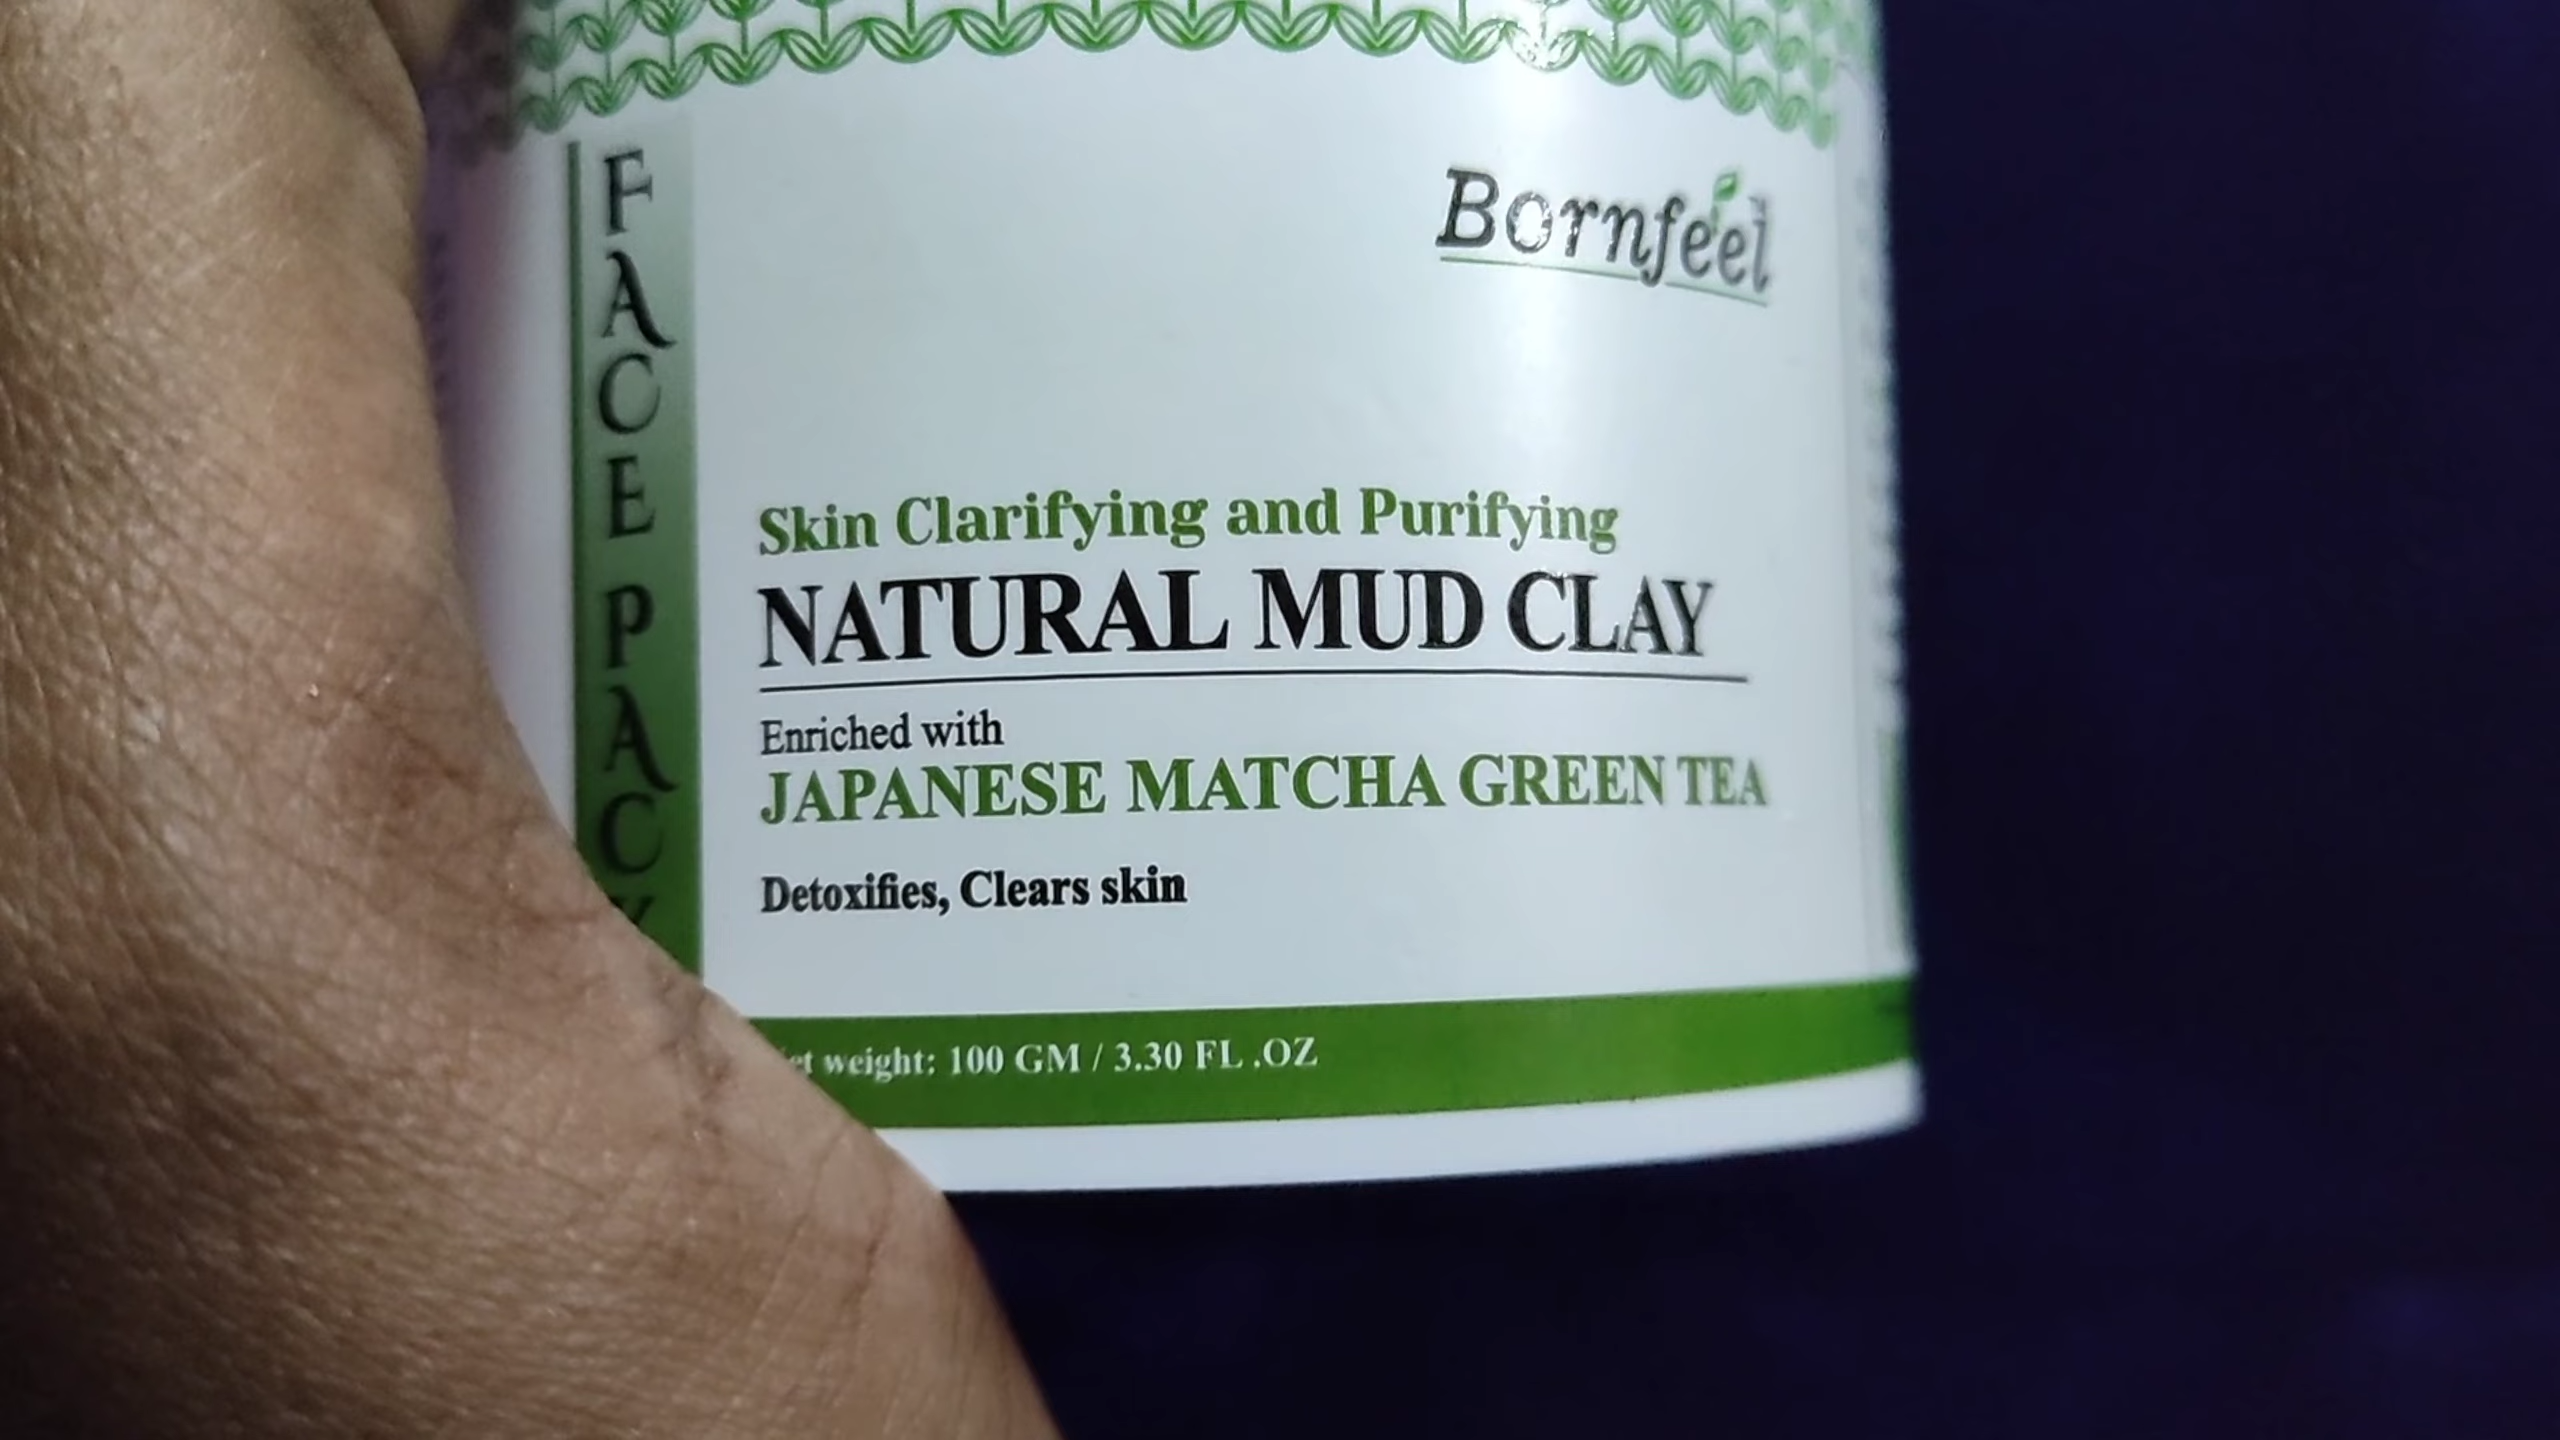 FACE PACK
Bornfeel
Skin Clarifying and Purifying
NATURAL MUD CLAY
Enriched with
JAPANESE MATCHA GREEN TEA
Detoxifies, Clears skin
weight: 100 GM / 3.30 FL .OZ